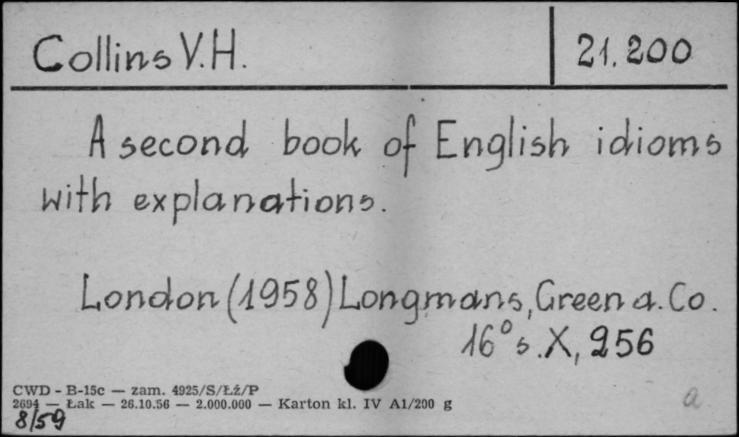 Collins V.H.
21.200
A second book of English idioms
with explanations.
London (1958) Longmans, Green a. Co.
16° s. X, 256
CWD - B-15c — zam. 4925/S/Łź/P
2694 — Łak — 26.10.56 — 2.000.000 — Karton kl. IV A1/200 g
8/59
a